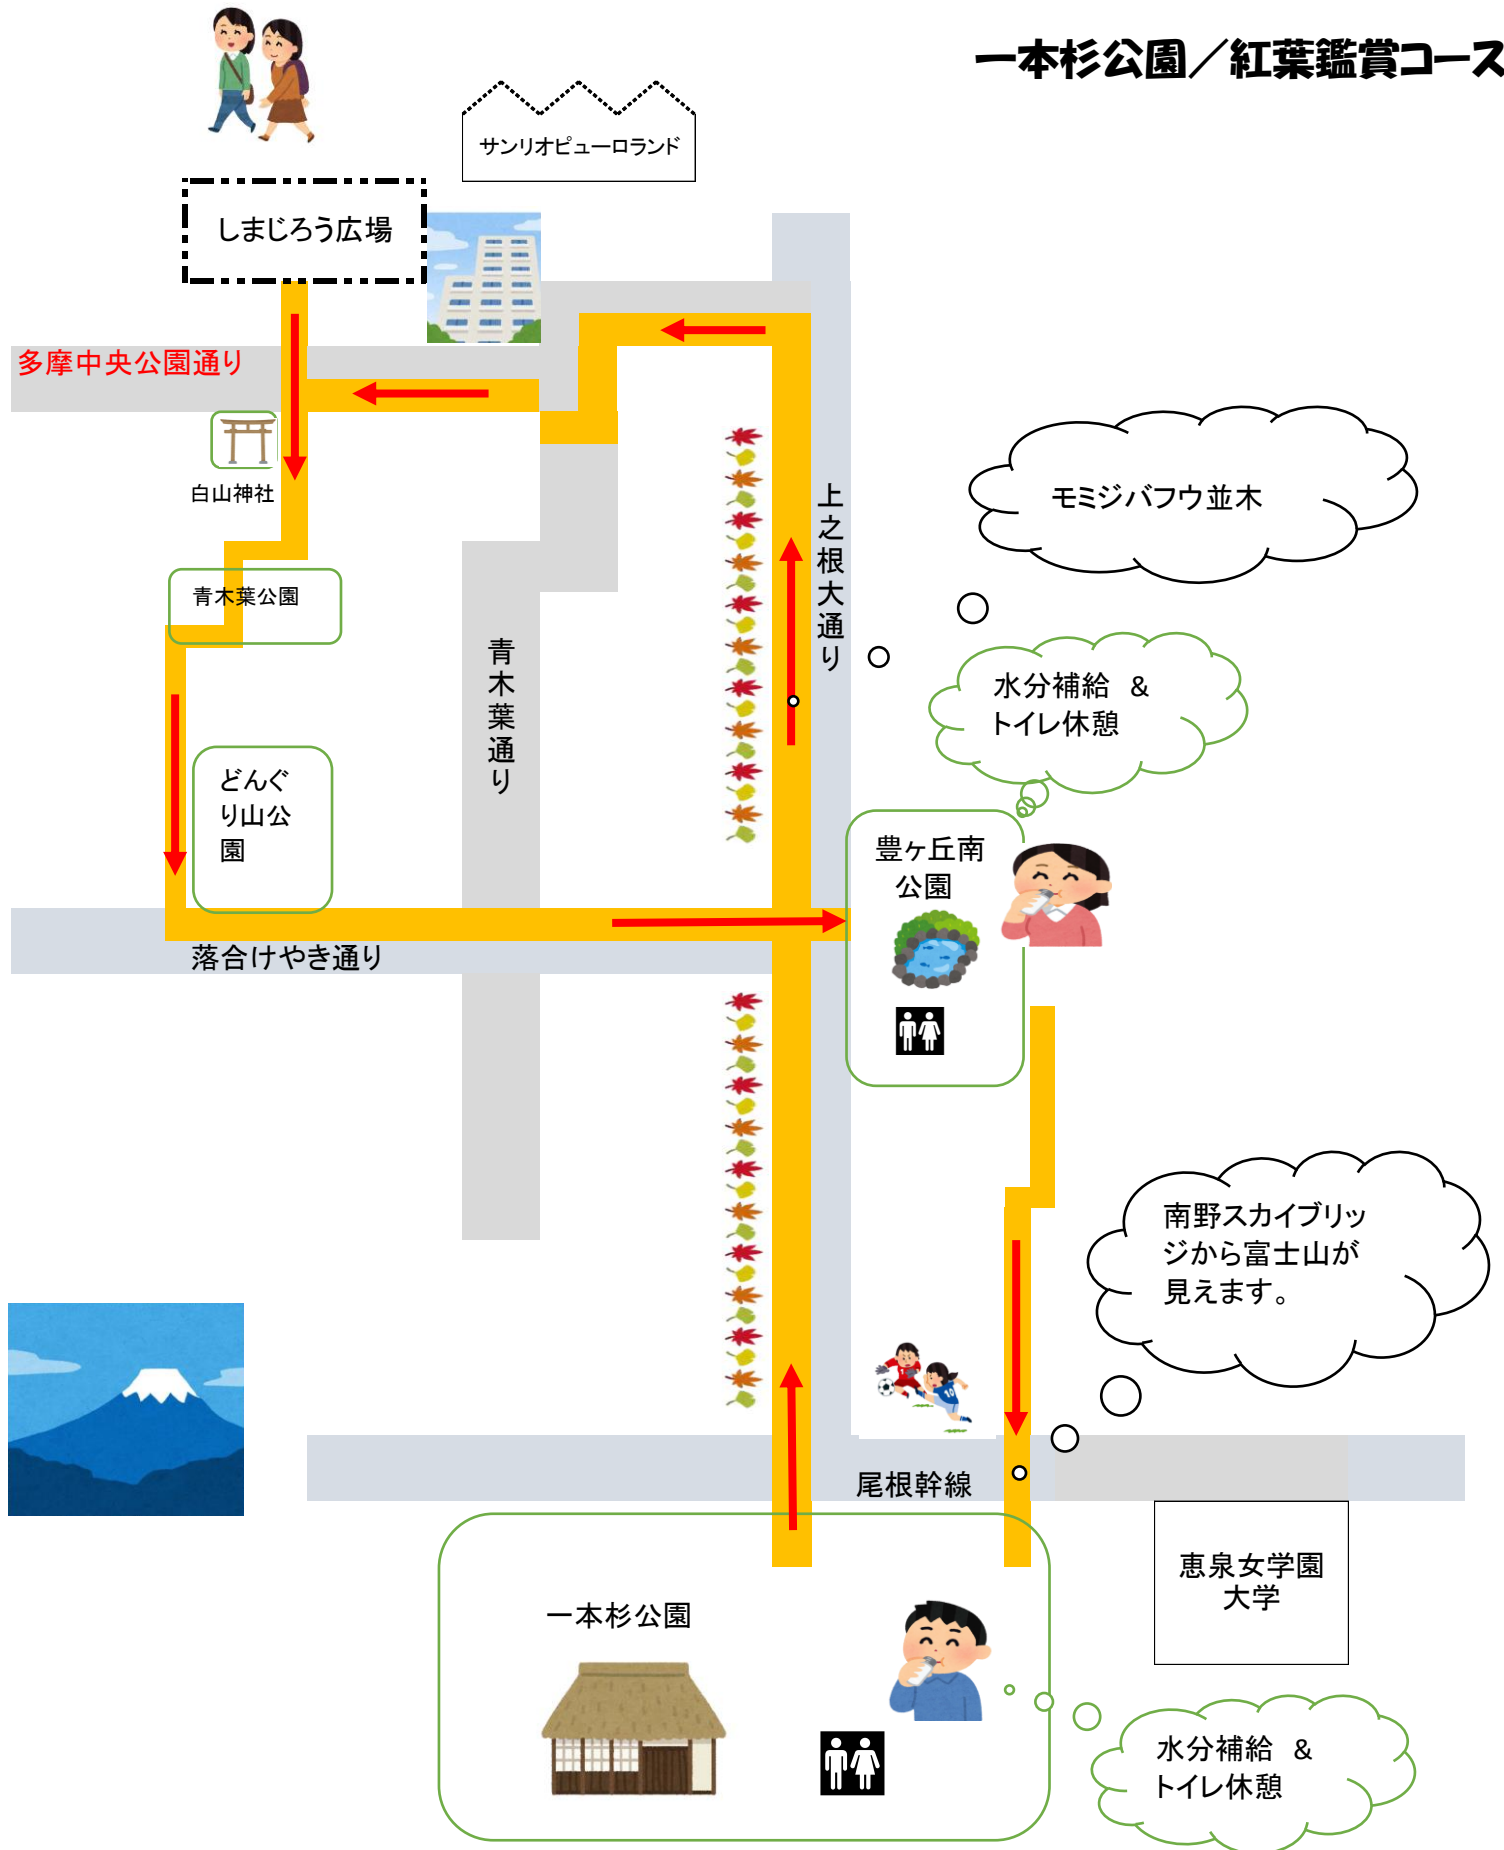 一本杉公園／紅葉鑑賞コース
サンリオピューロランド
しまじろう広場
多摩中央公園通り
白山神社
上之根大通り
モミジバフウ並木
青木葉公園
青木葉通り
水分補給 &
トイレ休憩
どんぐ
り山公
園
豊ヶ丘南
公園
落合けやき通り
南野スカイブリッ
ジから富士山が
見えます。
10
尾根幹線
恵泉女学園
大学
一本杉公園
水分補給 &
トイレ休憩